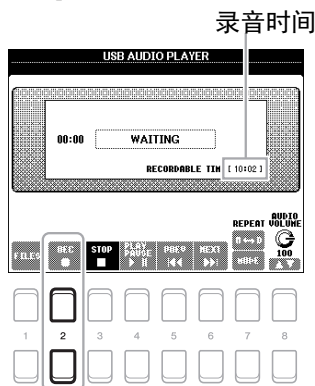 录音时间
USB AUDIO PLAYER
00:00 WAITING
RECORDABLE TIM [10:02]
REPEAT AUDIO VOLUME
FILES REC STOP PLAY PAUSE PREV NEXT MODE 100
1 2 3 4 5 6 7 8